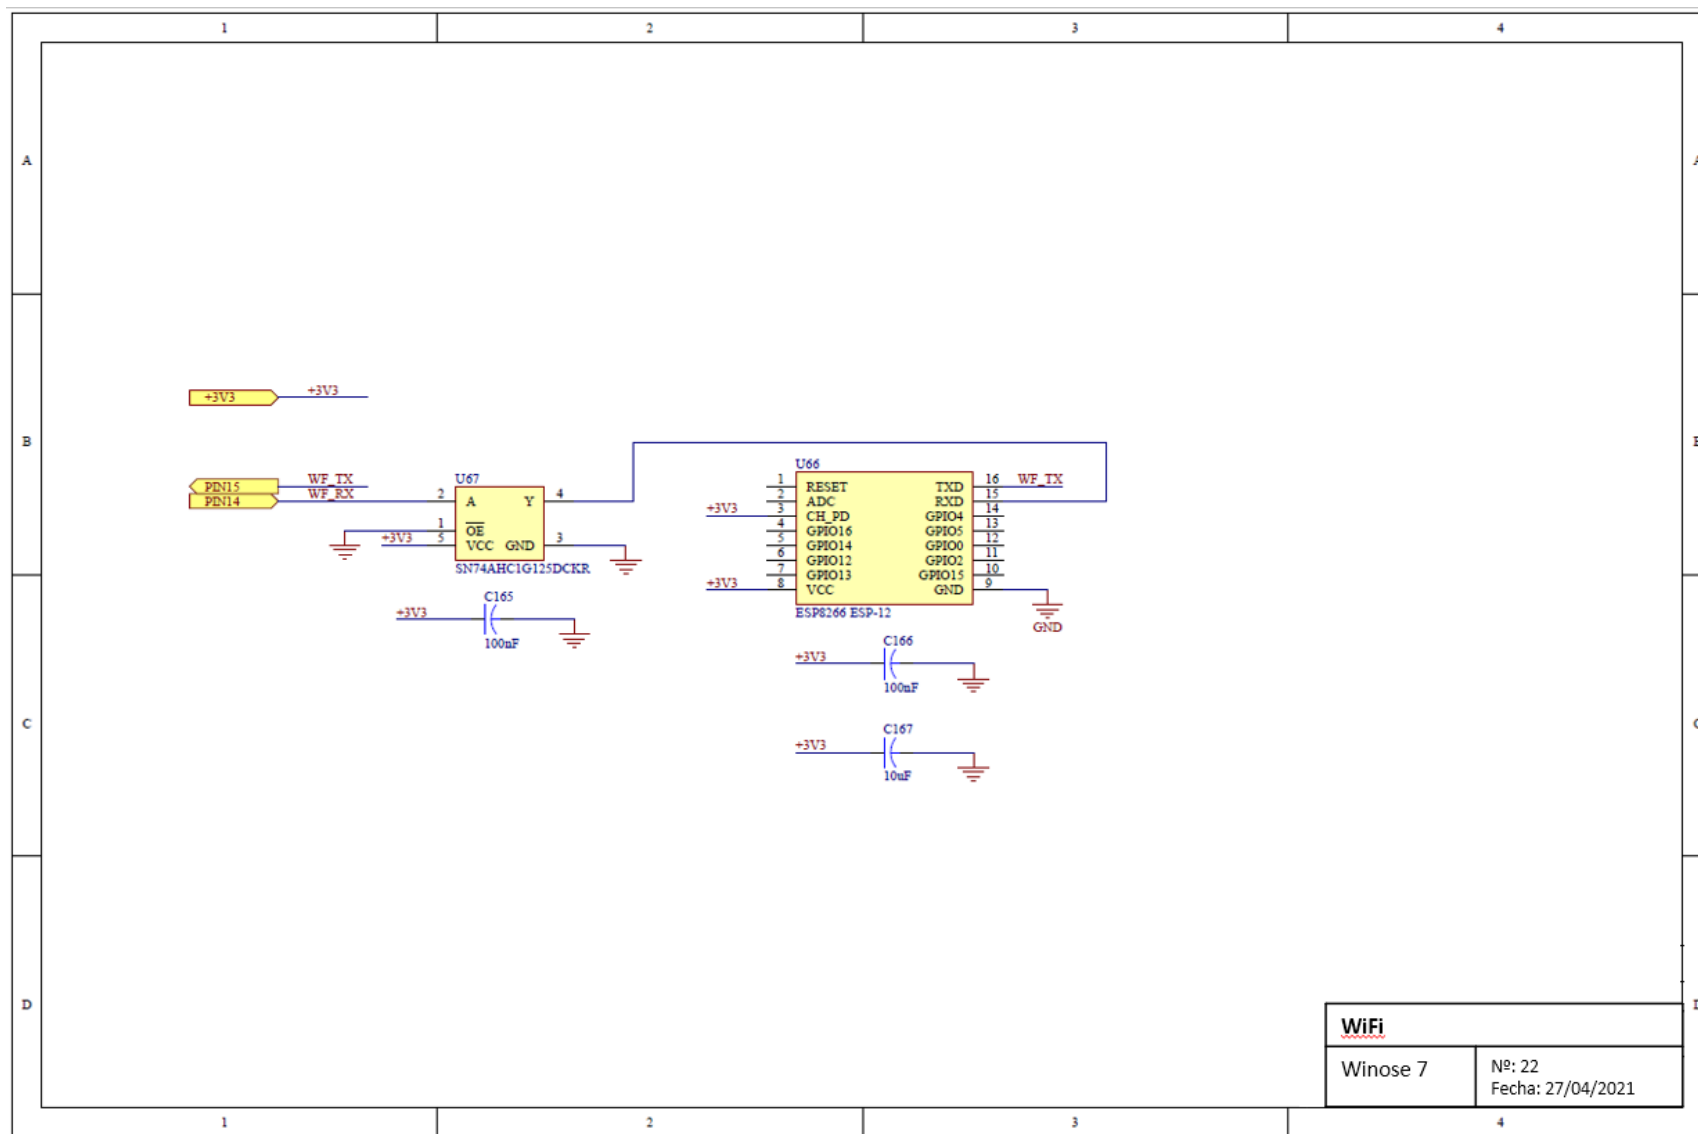 1 2 3 4
A A
+3V3 +3V3
B
PIN15 WF_TX
PIN14 WF_RX
U67
2 A Y 4
1 OE
+3V3 5 VCC GND 3
SN74AHC1G125DCKR
+3V3 C165
100nF
U66
1 RESET TXD 16 WF_TX
2 ADC RXD 15
+3V3 3 CH_PD GPIO4 14
4 GPIO16 GPIO5 13
5 GPIO14 GPIO0 12
6 GPIO12 GPIO2 11
7 GPIO13 GPIO15 10
+3V3 8 VCC GND 9
ESP8266 ESP-12
GND
+3V3 C166
100nF
C
+3V3 C167
10uF
D
WiFi
Winose 7
Nº: 22
Fecha: 27/04/2021
1 2 3 4